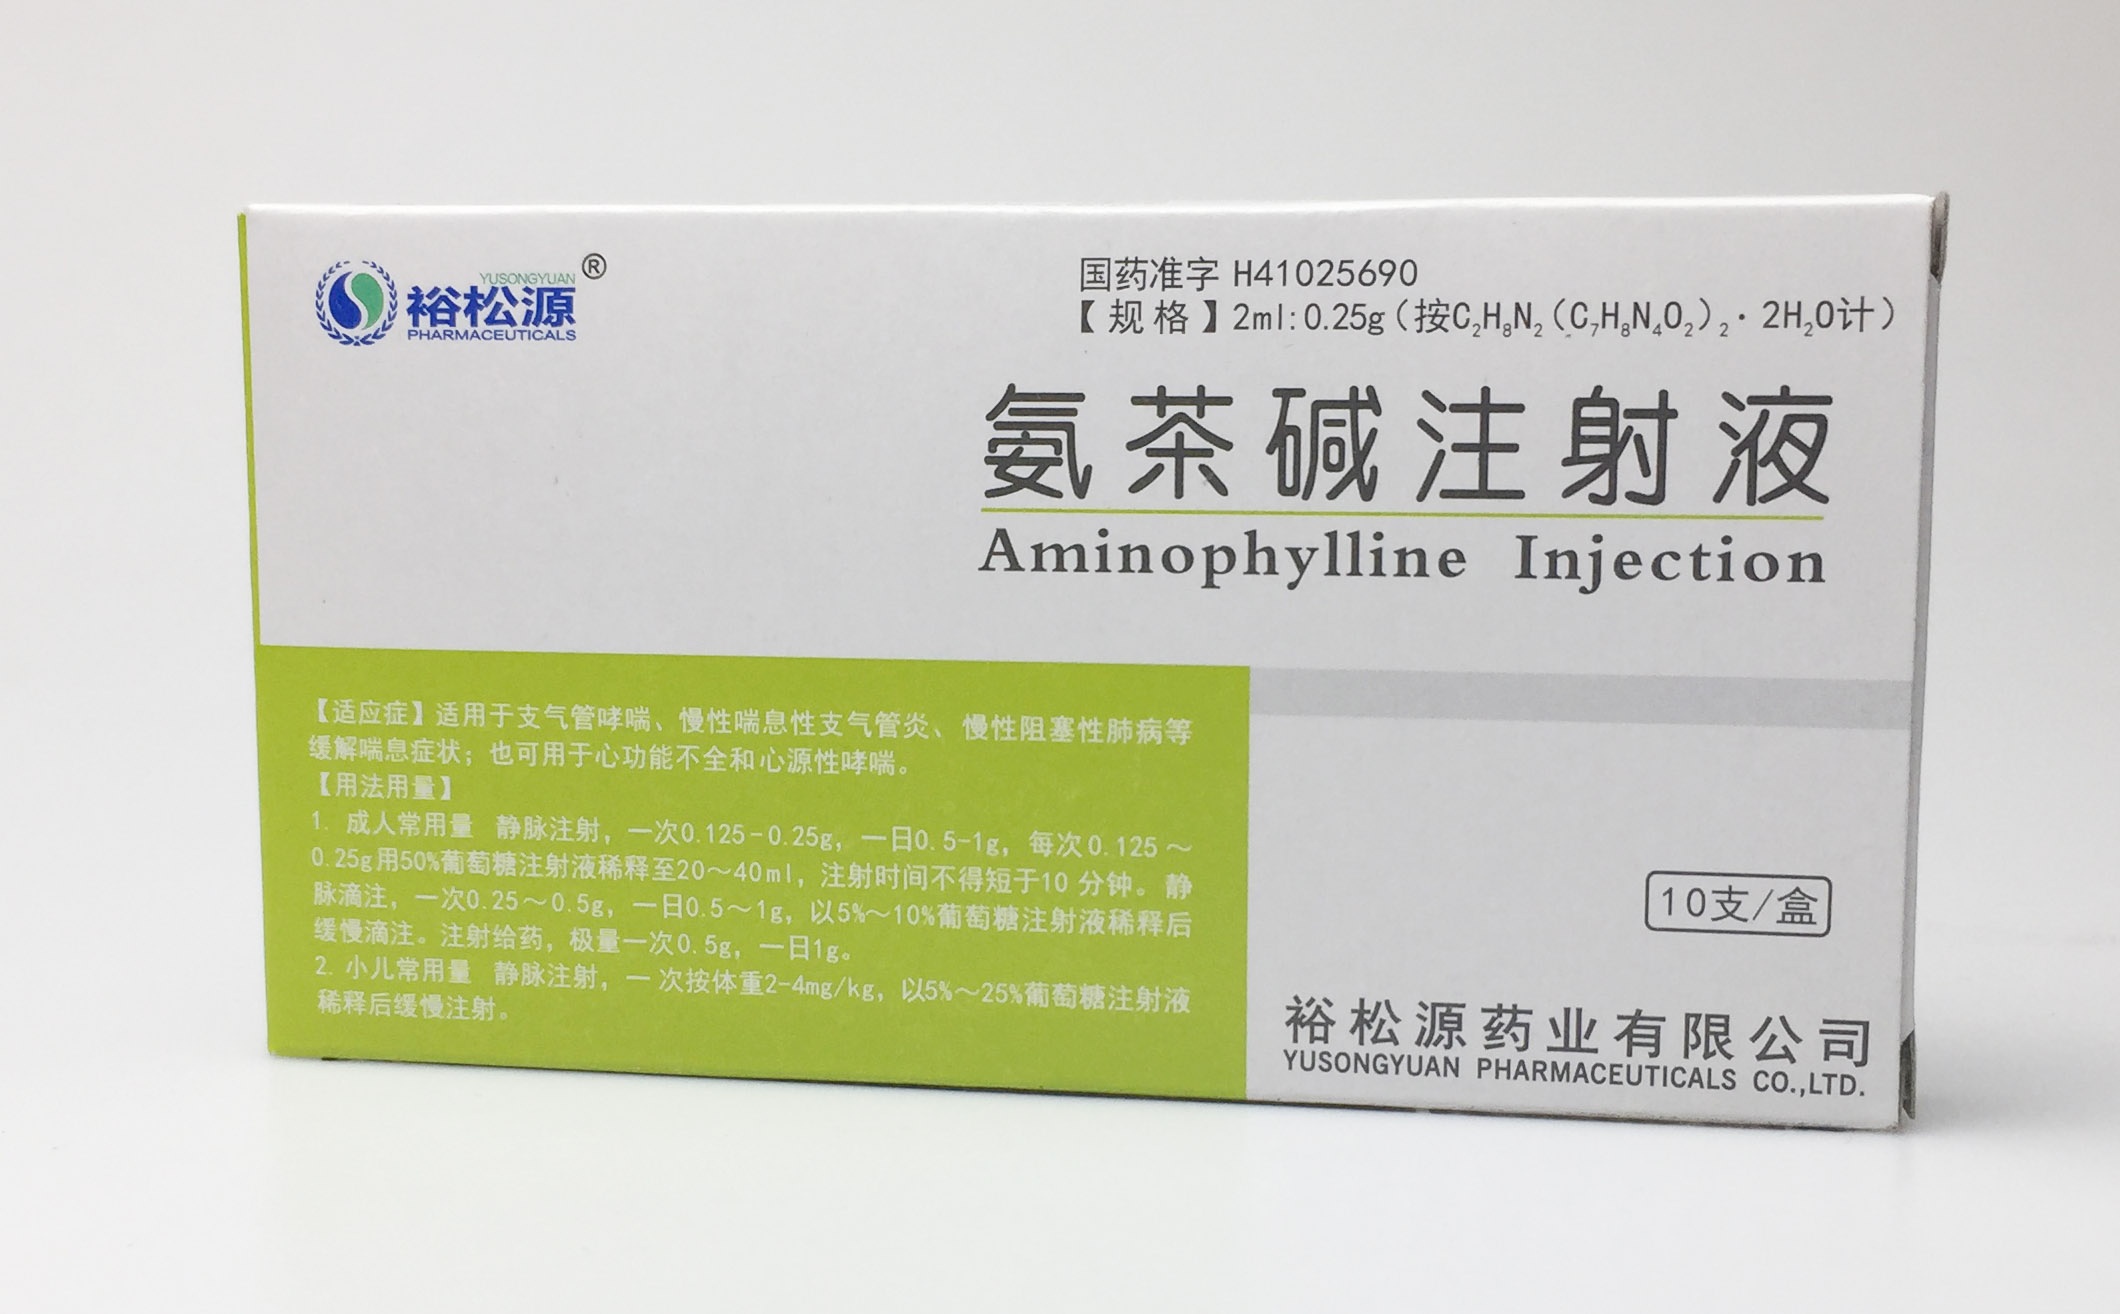 YUSONGYUAN ®
裕松源
PHARMACEUTICALS
国药准字 H41025690
【规格】2ml:0.25g(按C₂H₈N₂(C₇H₈N₄O₂)₂·2H₂O计)
氨茶碱注射液
Aminophylline Injection
【适应症】适用于支气管哮喘、慢性喘息性支气管炎、慢性阻塞性肺病等
缓解喘息症状；也可用于心功能不全和心源性哮喘。
【用法用量】
1. 成人常用量 静脉注射，一次0.125-0.25g，一日0.5-1g，每次0.125～
0.25g用50%葡萄糖注射液稀释至20～40ml，注射时间不得短于10 分钟。静
脉滴注，一次0.25～0.5g，一日0.5～1g，以5%～10%葡萄糖注射液稀释后
缓慢滴注。注射给药，极量一次0.5g，一日1g。
2. 小儿常用量 静脉注射，一次按体重2-4mg/kg，以5%～25%葡萄糖注射液
稀释后缓慢注射。
10支/盒
裕松源药业有限公司
YUSONGYUAN PHARMACEUTICALS CO.,LTD.